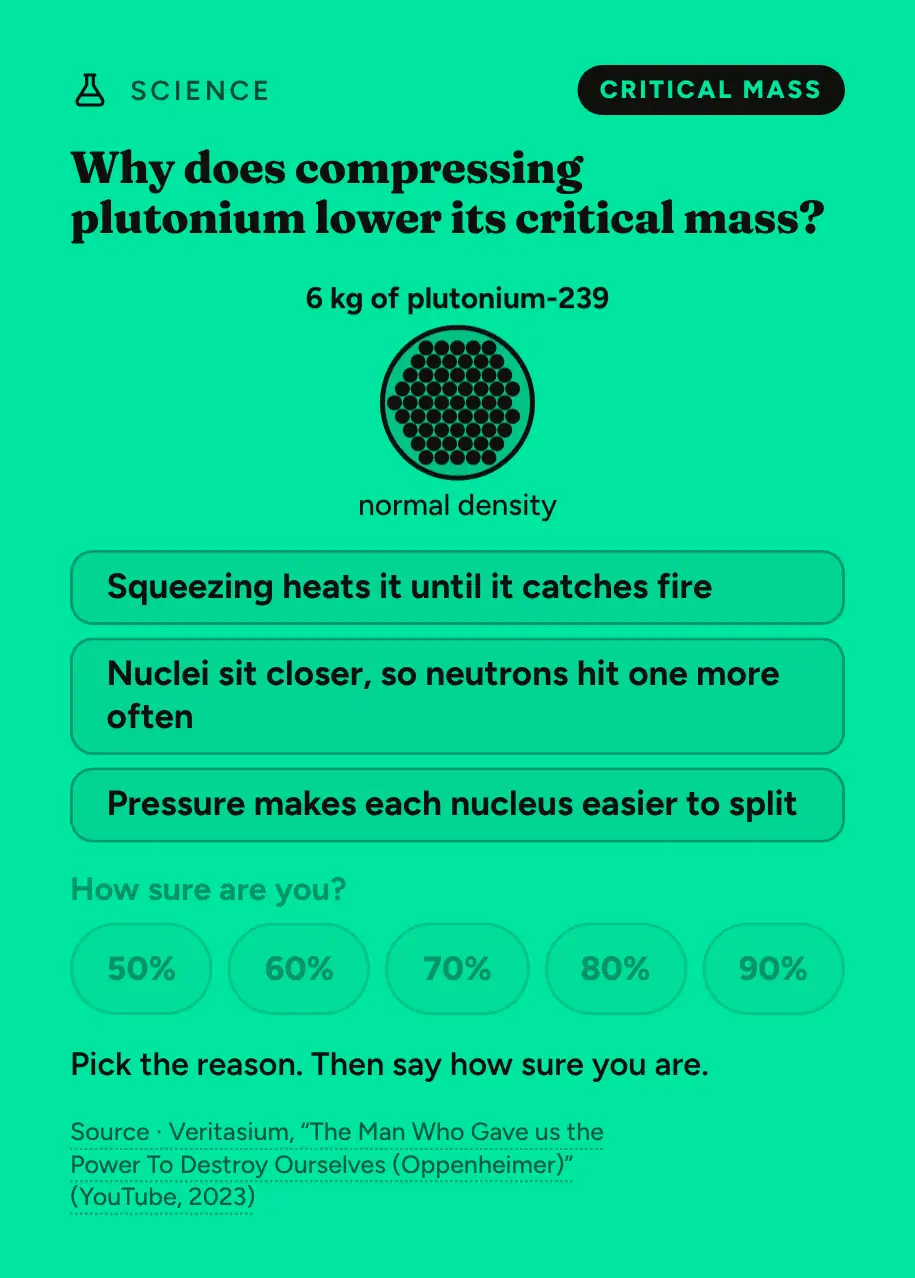 SCIENCE
CRITICAL MASS
Why does compressing
plutonium lower its critical mass?
6 kg of plutonium-239
normal density
Squeezing heats it until it catches fire
Nuclei sit closer, so neutrons hit one more
often
Pressure makes each nucleus easier to split
How sure are you?
50% 60% 70% 80% 90%
Pick the reason. Then say how sure you are.
Source · Veritasium, “The Man Who Gave us the
Power To Destroy Ourselves (Oppenheimer)”
(YouTube, 2023)